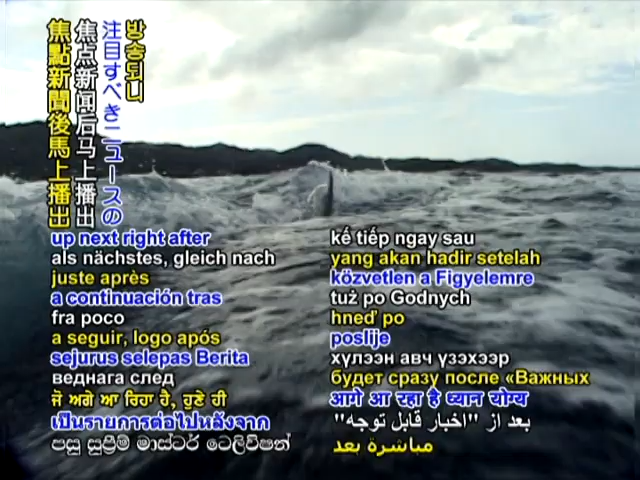 焦點新聞後馬上播出
焦点新闻后马上播出
注目すべきニュースの
방송되니
up next right after
als nächstes, gleich nach
juste après
a continuación tras
fra poco
a seguir, logo após
sejurus selepas Berita
веднага след
ਜੋ ਅਗੇ ਆ ਰਿਹਾ ਹੈ, ਹੁਣੇ ਹੀ
เป็นรายการต่อไปหลังจาก
පසු සුප්‍රීම් මාස්ටර් ටෙලිවිෂන්
kế tiếp ngay sau
yang akan hadir setelah
közvetlen a Figyelemre
tuż po Godnych
hneď po
poslije
хүлээн авч үзэхээр
будет сразу после «Важных
आगे आ रहा है ध्यान योग्य
بعد از "اخبار قابل توجه"
مباشرة بعد